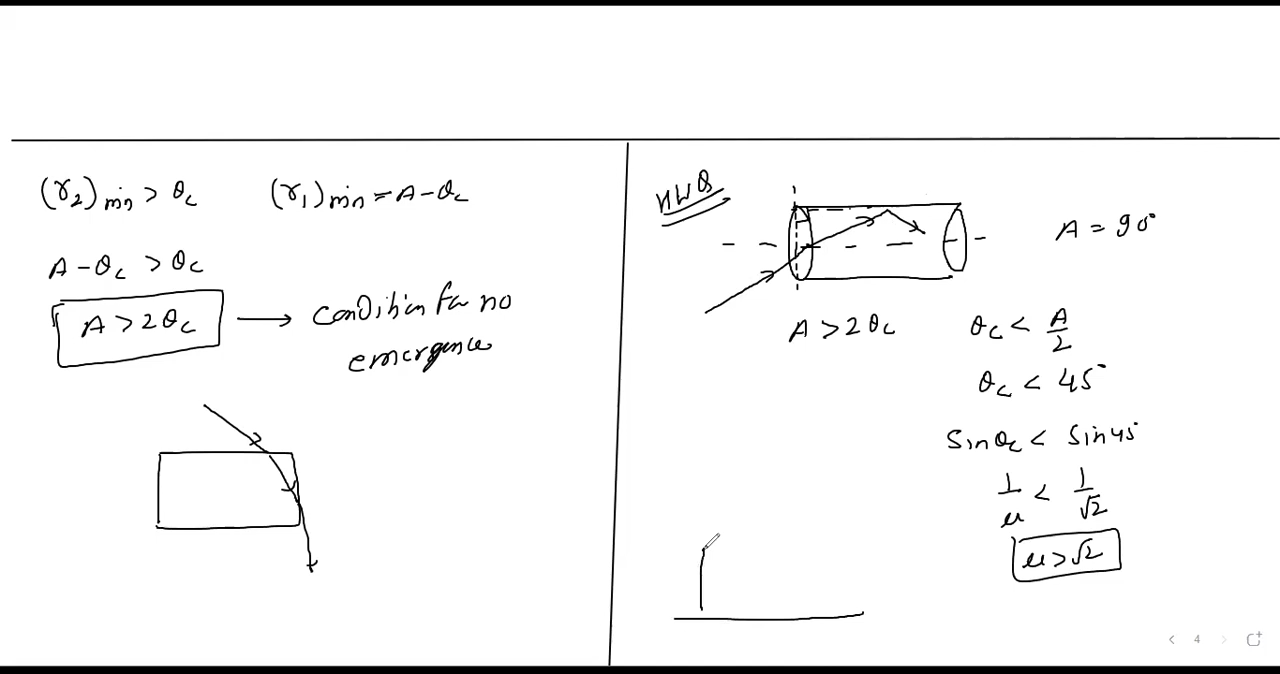 (r₂)min > θc    (r₁)min = A-θc
A-θc > θc
A > 2θc → condition for no
emergence
HWQ
A = 90°
A > 2θc    θc < A/2
θc < 45°
Sinθc < Sin45
1/μ < 1/√2
μ > √2
4